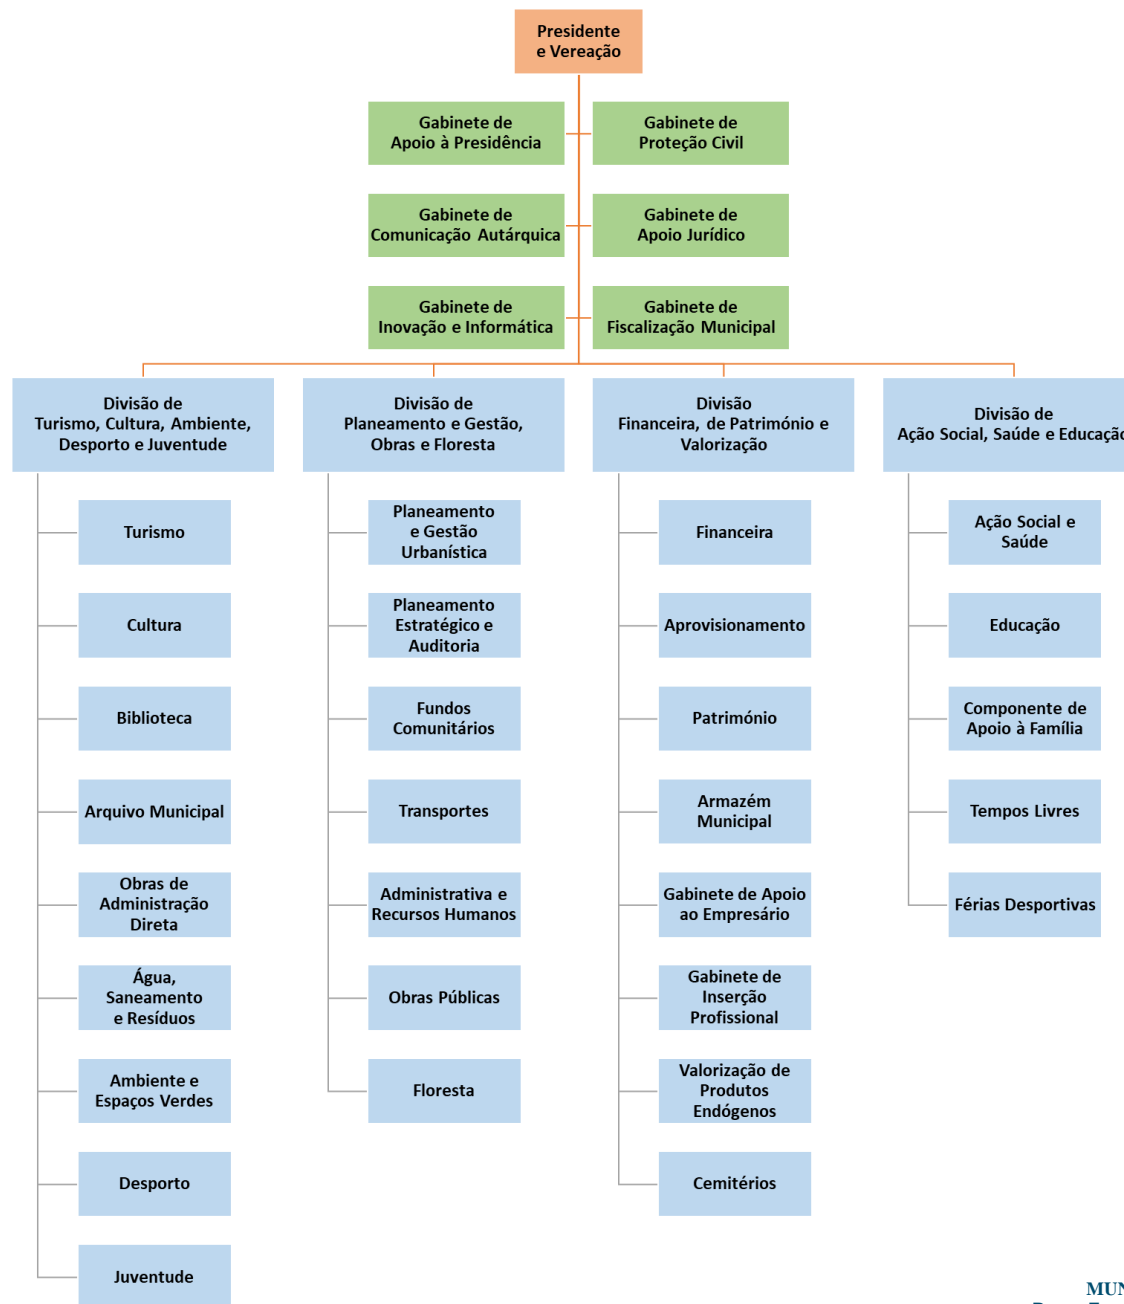 Presidente
e Vereação
Gabinete de
Apoio à Presidência
Gabinete de
Proteção Civil
Gabinete de
Comunicação Autárquica
Gabinete de
Apoio Jurídico
Gabinete de
Inovação e Informática
Gabinete de
Fiscalização Municipal
Divisão de
Turismo, Cultura, Ambiente,
Desporto e Juventude
Turismo
Cultura
Biblioteca
Arquivo Municipal
Obras de
Administração
Direta
Água,
Saneamento
e Resíduos
Ambiente e
Espaços Verdes
Desporto
Juventude
Divisão de
Planeamento e Gestão,
Obras e Floresta
Planeamento
e Gestão
Urbanística
Planeamento
Estratégico e
Auditoria
Fundos
Comunitários
Transportes
Administrativa e
Recursos Humanos
Obras Públicas
Floresta
Divisão
Financeira, de Património e
Valorização
Financeira
Aprovisionamento
Património
Armazém
Municipal
Gabinete de Apoio
ao Empresário
Gabinete de
Inserção
Profissional
Valorização de
Produtos
Endógenos
Cemitérios
Divisão de
Ação Social, Saúde e Educação
Ação Social e
Saúde
Educação
Componente de
Apoio à Família
Tempos Livres
Férias Desportivas
MUN